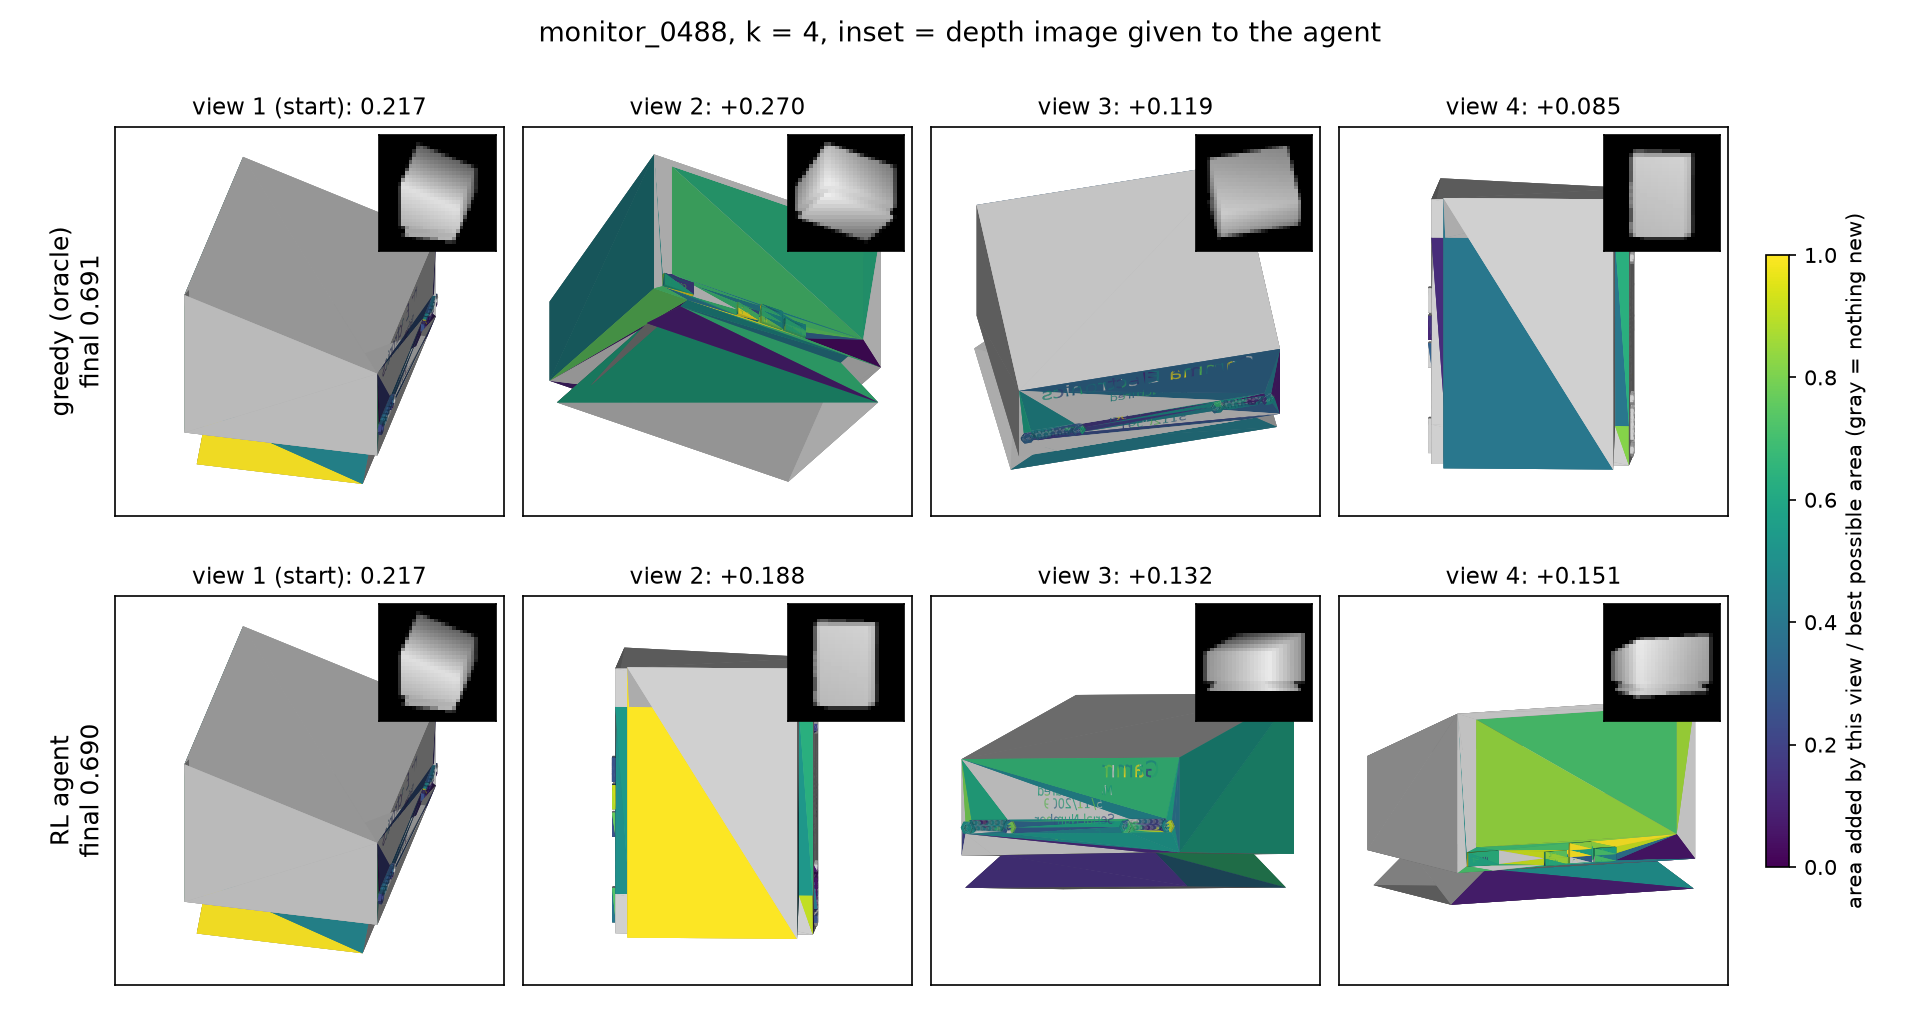 monitor_0488, k = 4, inset = depth image given to the agent
view 1 (start): 0.217
view 2: +0.270
view 3: +0.119
view 4: +0.085
greedy (oracle)
final 0.691
view 1 (start): 0.217
view 2: +0.188
view 3: +0.132
view 4: +0.151
RL agent
final 0.690
1.0
0.8
0.6
0.4
0.2
0.0
area added by this view / best possible area (gray = nothing new)